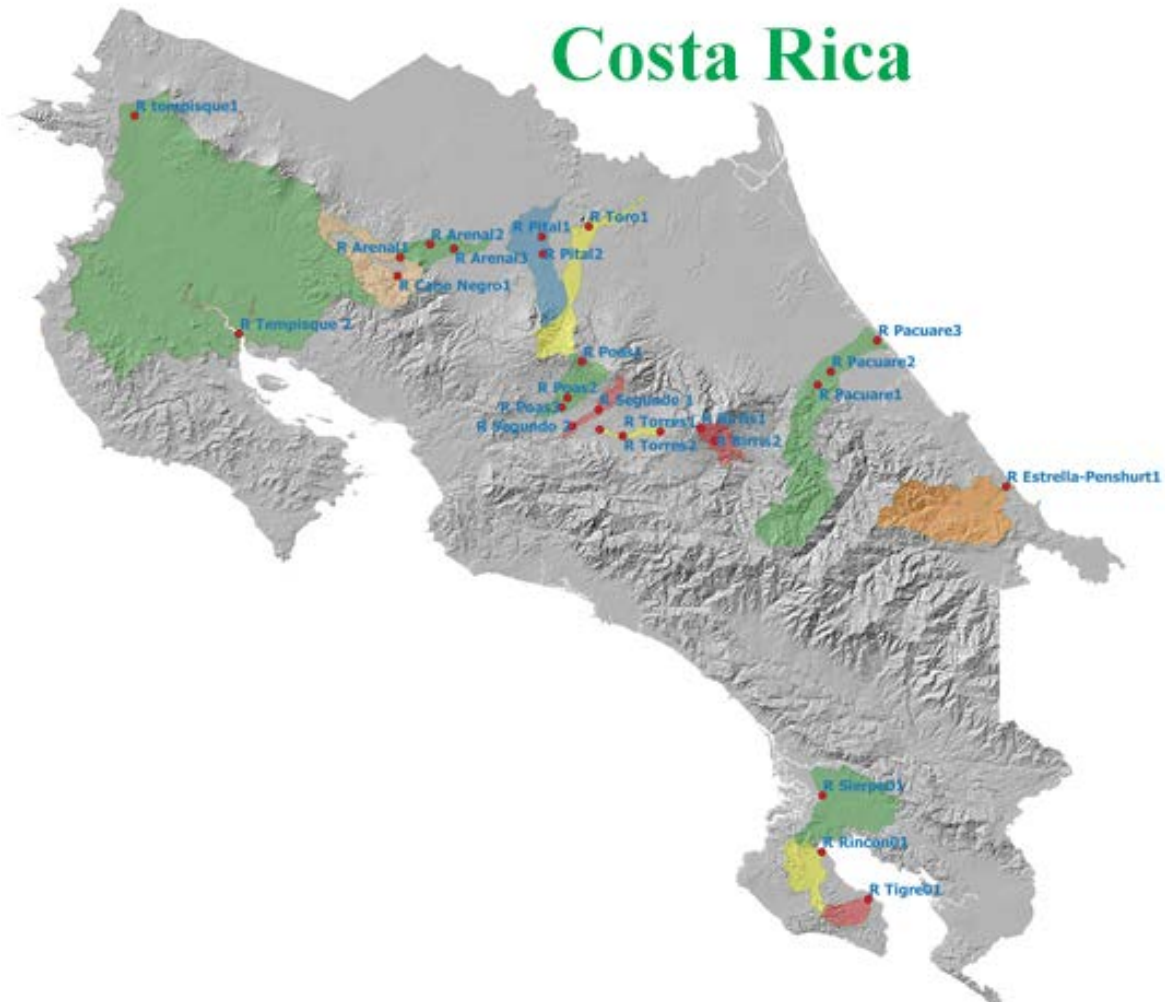 Costa Rica
R tempisque1
R Toro1
R Pital1
R Arenal2
R Arenal1
R Arenal3
R Pital2
R Cano Negro1
R Tempisque 2
R Pacuare3
R Poas1
R Pacuare2
R Poas2
R Pacuare1
R Segundo 1
R Poas3
R Torres1
R Segundo 2
R Torres2
R Birris2
R Estrella-Penshurt1
R Sierpe01
R Rincon01
R Tigre01